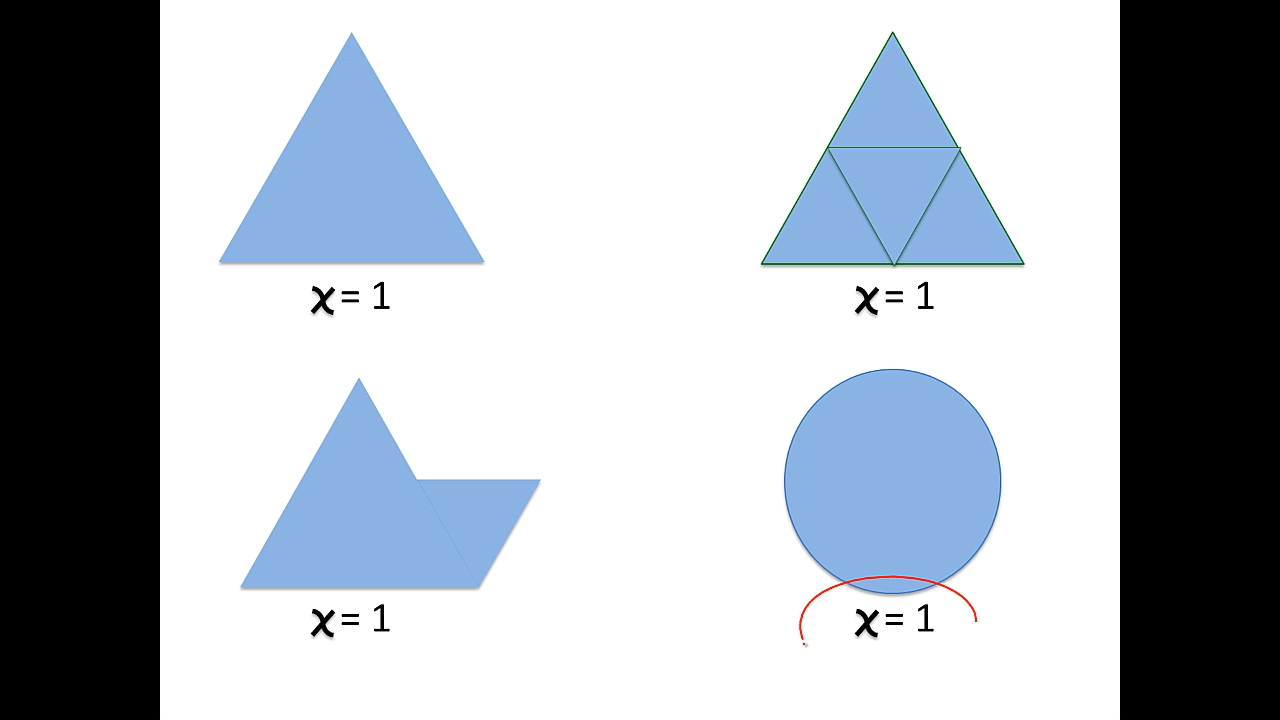 χ = 1
χ = 1
χ = 1
χ = 1